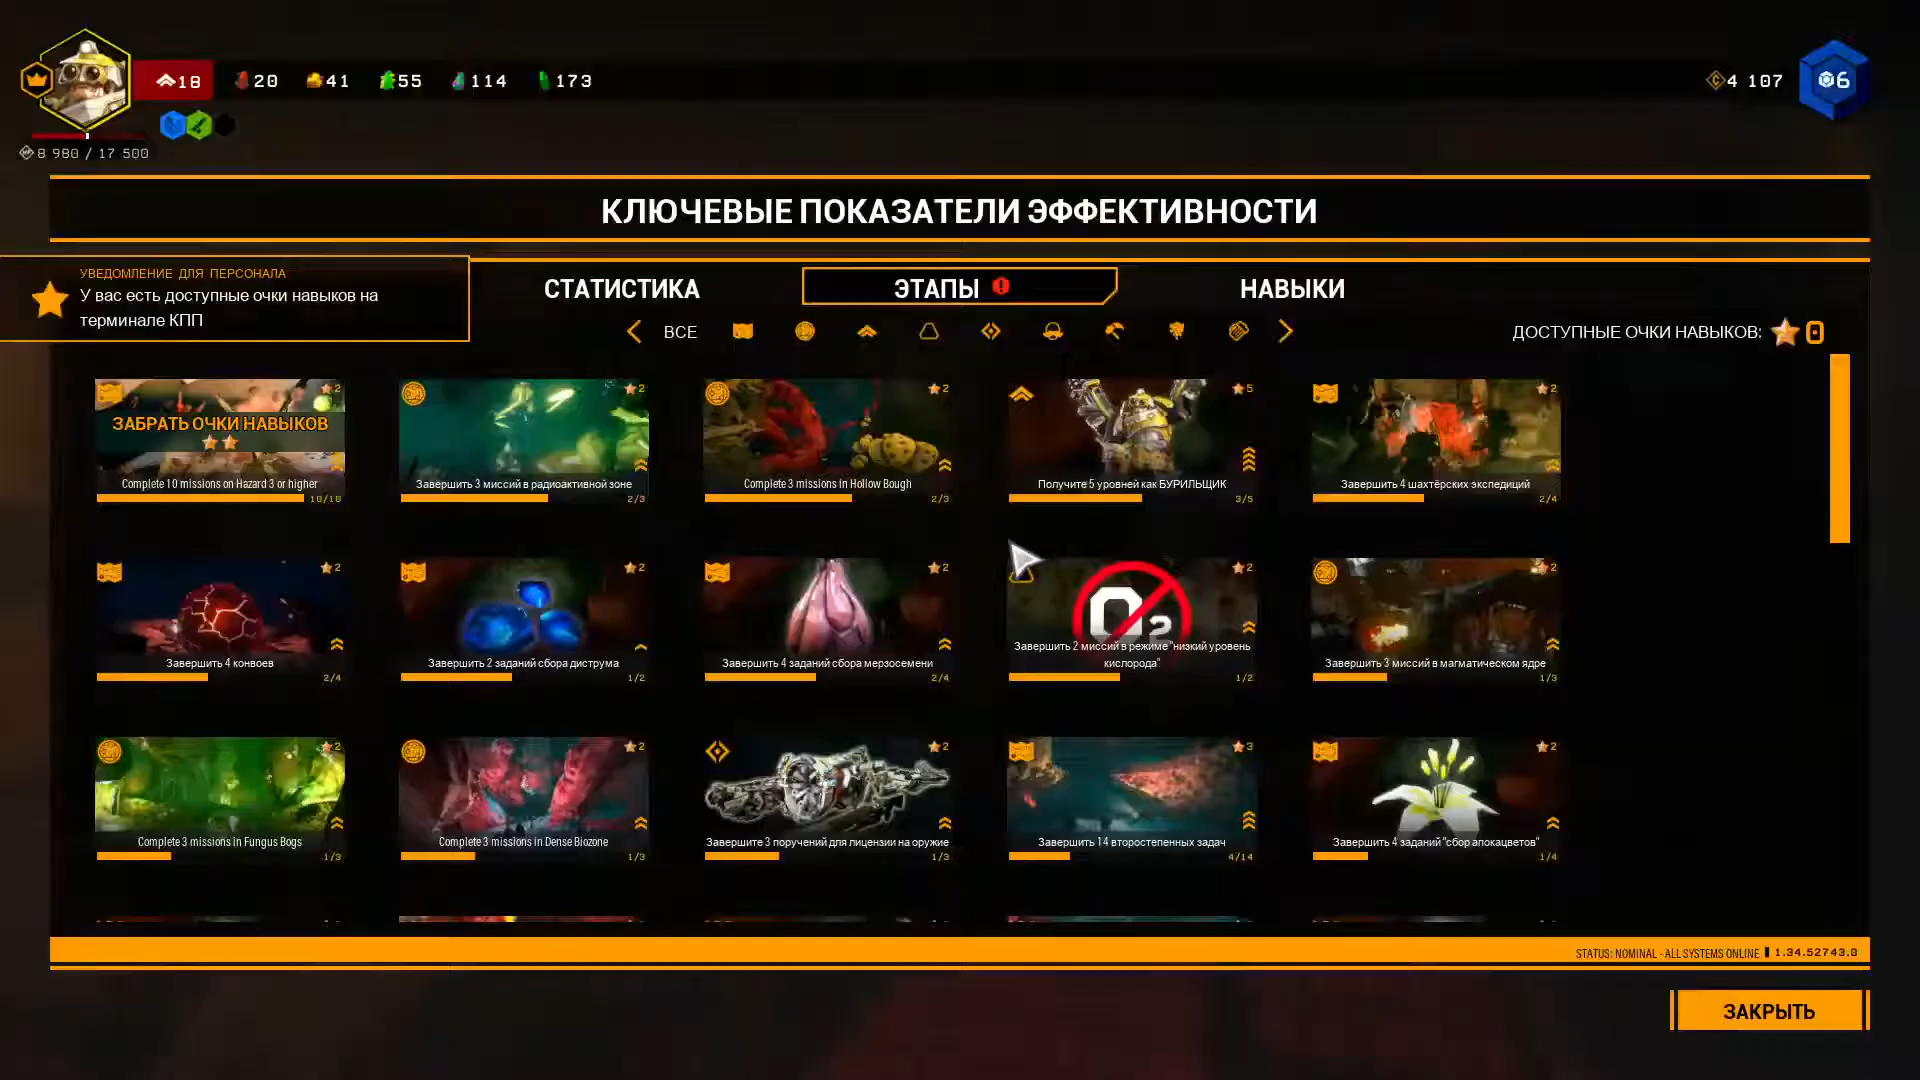 18
20
41
55
114
173
4 107
6
8 980 / 17 500
КЛЮЧЕВЫЕ ПОКАЗАТЕЛИ ЭФФЕКТИВНОСТИ
УВЕДОМЛЕНИЕ ДЛЯ ПЕРСОНАЛА
У вас есть доступные очки навыков на
терминале КПП
СТАТИСТИКА
ЭТАПЫ
НАВЫКИ
ВСЕ
ДОСТУПНЫЕ ОЧКИ НАВЫКОВ:
0
2
ЗАБРАТЬ ОЧКИ НАВЫКОВ
Complete 10 missions on Hazard 3 or higher
10/10
2
Завершить 3 миссий в радиоактивной зоне
2/3
2
Complete 3 missions in Hollow Bough
2/3
5
Получите 5 уровней как БУРИЛЬЩИК
3/5
2
Завершить 4 шахтёрских экспедиций
2/4
2
Завершить 4 конвоев
2/4
2
Завершить 2 заданий сбора диструма
1/2
2
Завершить 4 заданий сбора мерзосемени
2/4
2
O2
Завершить 2 миссий в режиме "низкий уровень
кислорода"
1/2
2
Завершить 3 миссий в магматическом ядре
1/3
2
Complete 3 missions in Fungus Bogs
1/3
2
Complete 3 missions in Dense Biozone
1/3
2
Завершите 3 поручений для лицензии на оружие
1/3
3
Завершить 14 второстепенных задач
4/14
2
Завершить 4 заданий "сбор апокацветов"
1/4
STATUS: NOMINAL - ALL SYSTEMS ONLINE
1.34.52743.0
ЗАКРЫТЬ